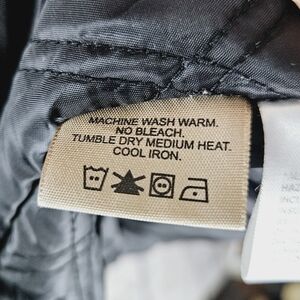 MACHINE WASH WARM.
NO BLEACH.
TUMBLE DRY MEDIUM HEAT.
COOL IRON.